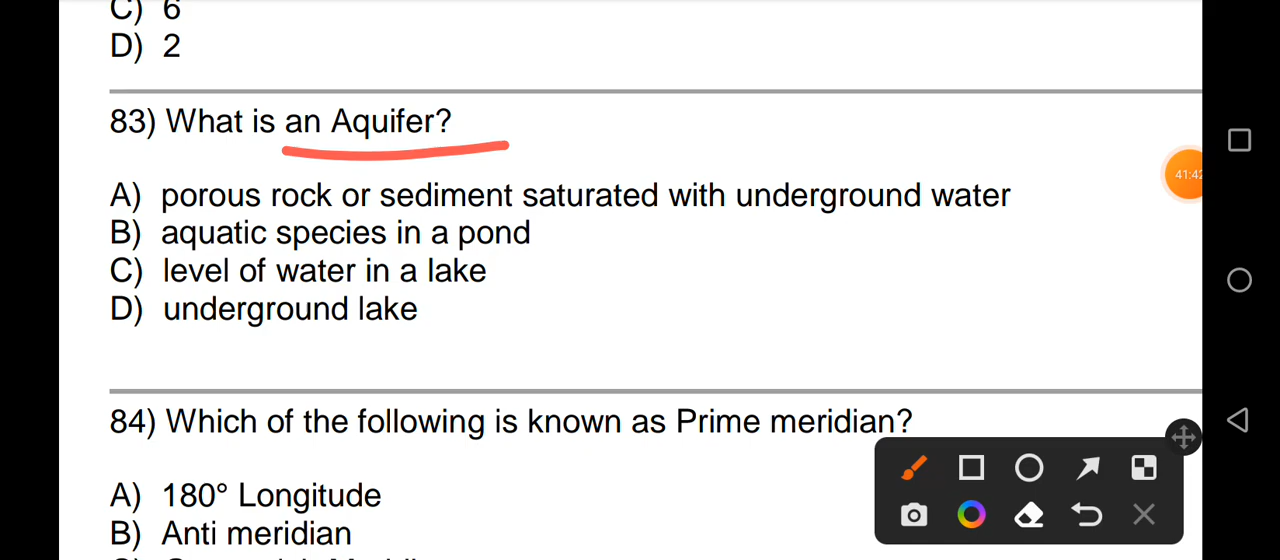 C) 6
D) 2
83) What is an Aquifer?
A) porous rock or sediment saturated with underground water
B) aquatic species in a pond
C) level of water in a lake
D) underground lake
84) Which of the following is known as Prime meridian?
A) 180° Longitude
B) Anti meridian